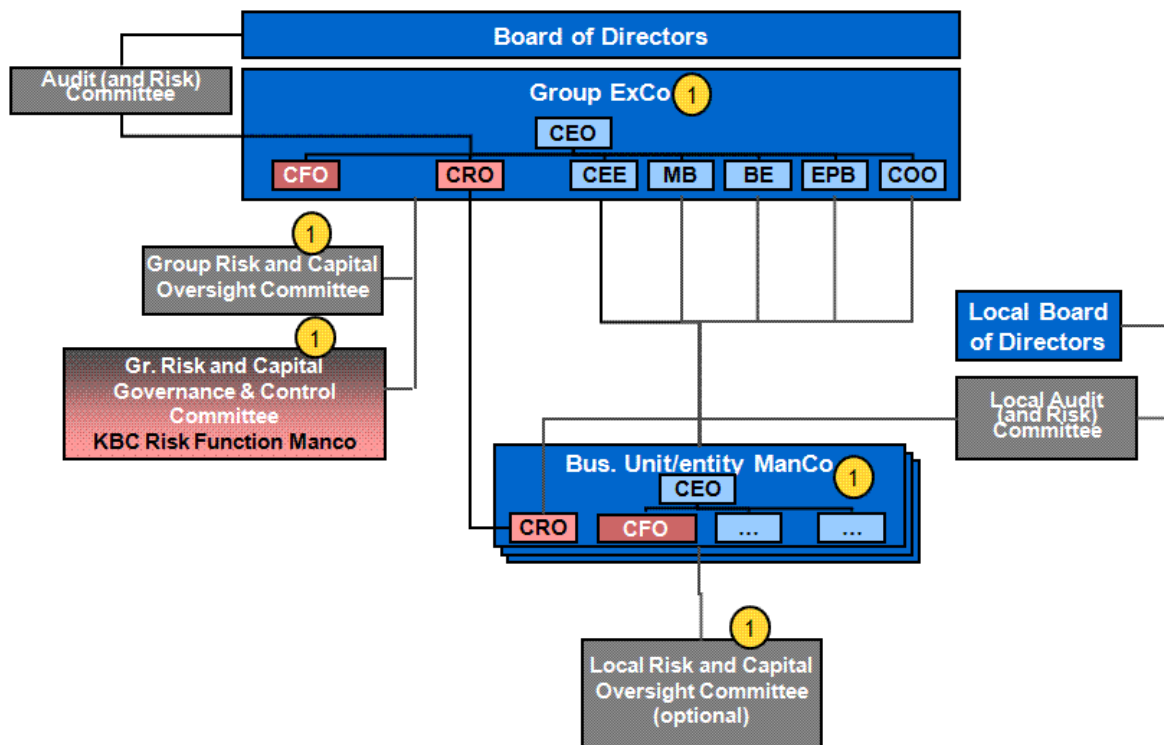 Board of Directors
Audit (and Risk)
Committee
Group ExCo
1
CEO
CFO
CRO
CEE
MB
BE
EPB
COO
1
Group Risk and Capital
Oversight Committee
1
Gr. Risk and Capital
Governance & Control
Committee
KBC Risk Function Manco
Local Board
of Directors
Local Audit
(and Risk)
Committee
Bus. Unit/entity ManCo
1
CEO
CRO
CFO
...
...
1
Local Risk and Capital
Oversight Committee
(optional)